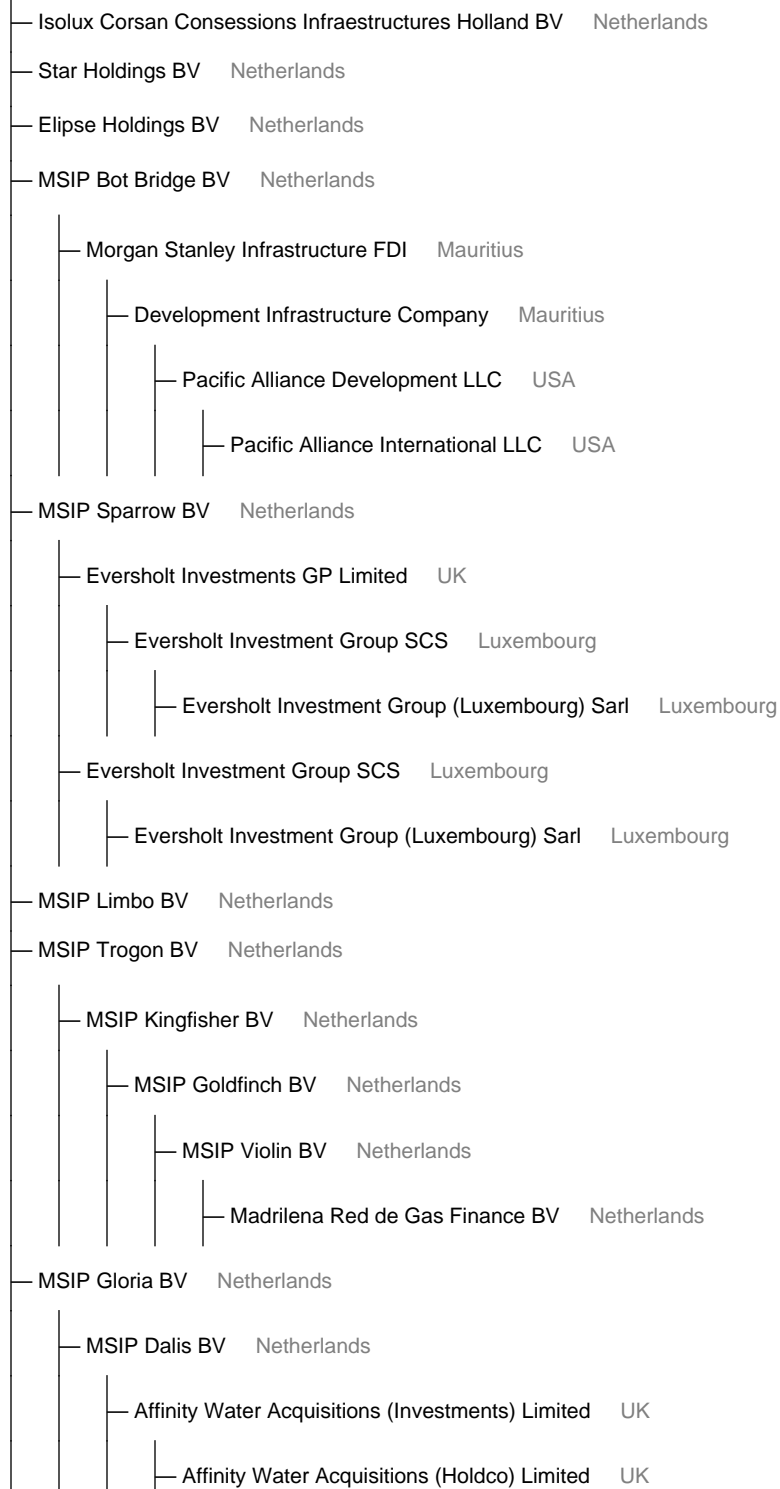 Isolux Corsan Consessions Infraestructures Holland BV Netherlands
Star Holdings BV Netherlands
Elipse Holdings BV Netherlands
MSIP Bot Bridge BV Netherlands
Morgan Stanley Infrastructure FDI Mauritius
Development Infrastructure Company Mauritius
Pacific Alliance Development LLC USA
Pacific Alliance International LLC USA
MSIP Sparrow BV Netherlands
Eversholt Investments GP Limited UK
Eversholt Investment Group SCS Luxembourg
Eversholt Investment Group (Luxembourg) Sarl Luxembourg
Eversholt Investment Group SCS Luxembourg
Eversholt Investment Group (Luxembourg) Sarl Luxembourg
MSIP Limbo BV Netherlands
MSIP Trogon BV Netherlands
MSIP Kingfisher BV Netherlands
MSIP Goldfinch BV Netherlands
MSIP Violin BV Netherlands
Madrilena Red de Gas Finance BV Netherlands
MSIP Gloria BV Netherlands
MSIP Dalis BV Netherlands
Affinity Water Acquisitions (Investments) Limited UK
Affinity Water Acquisitions (Holdco) Limited UK